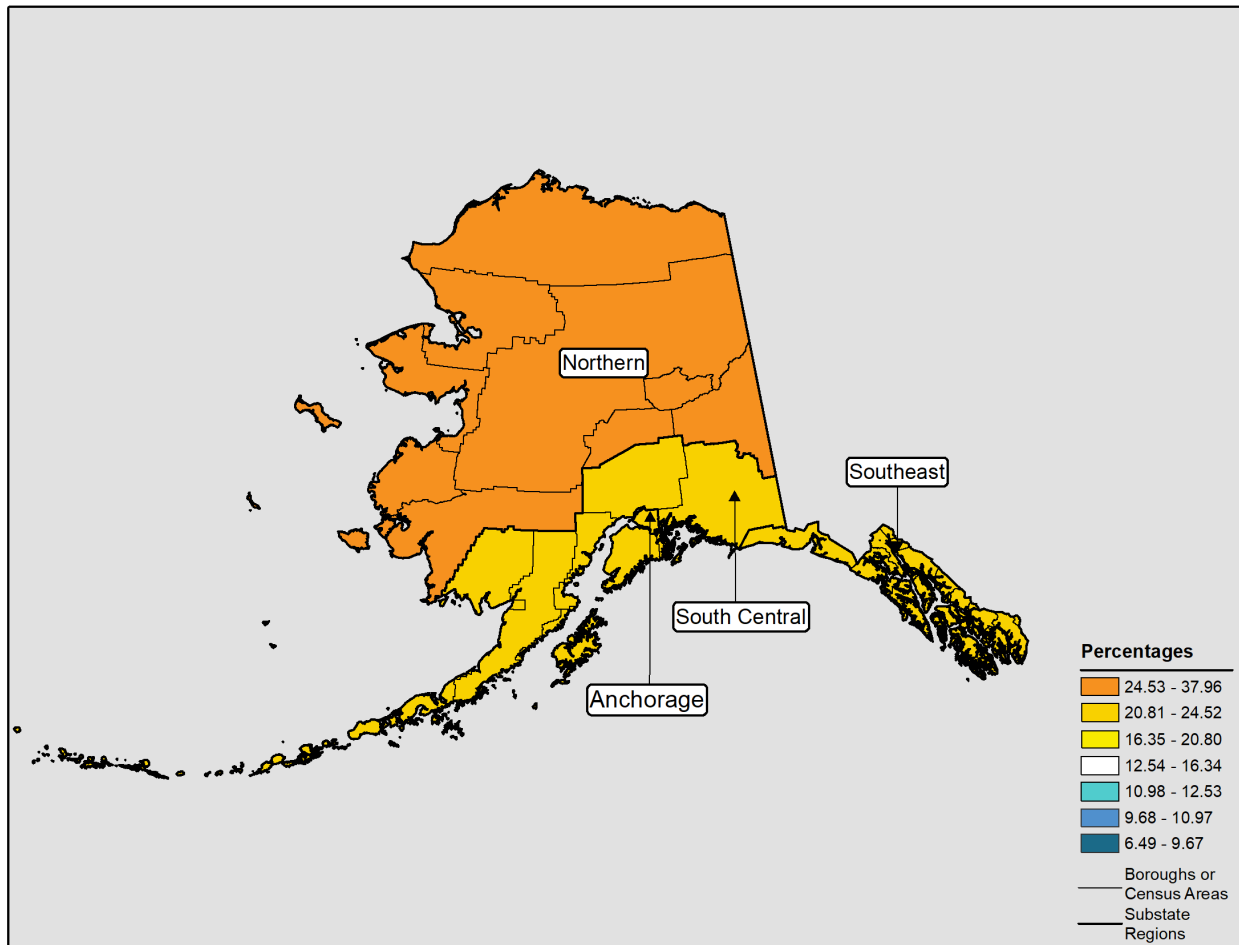 Northern
Southeast
South Central
Anchorage
Percentages
24.53 - 37.96
20.81 - 24.52
16.35 - 20.80
12.54 - 16.34
10.98 - 12.53
9.68 - 10.97
6.49 - 9.67
Boroughs or
Census Areas
Substate
Regions